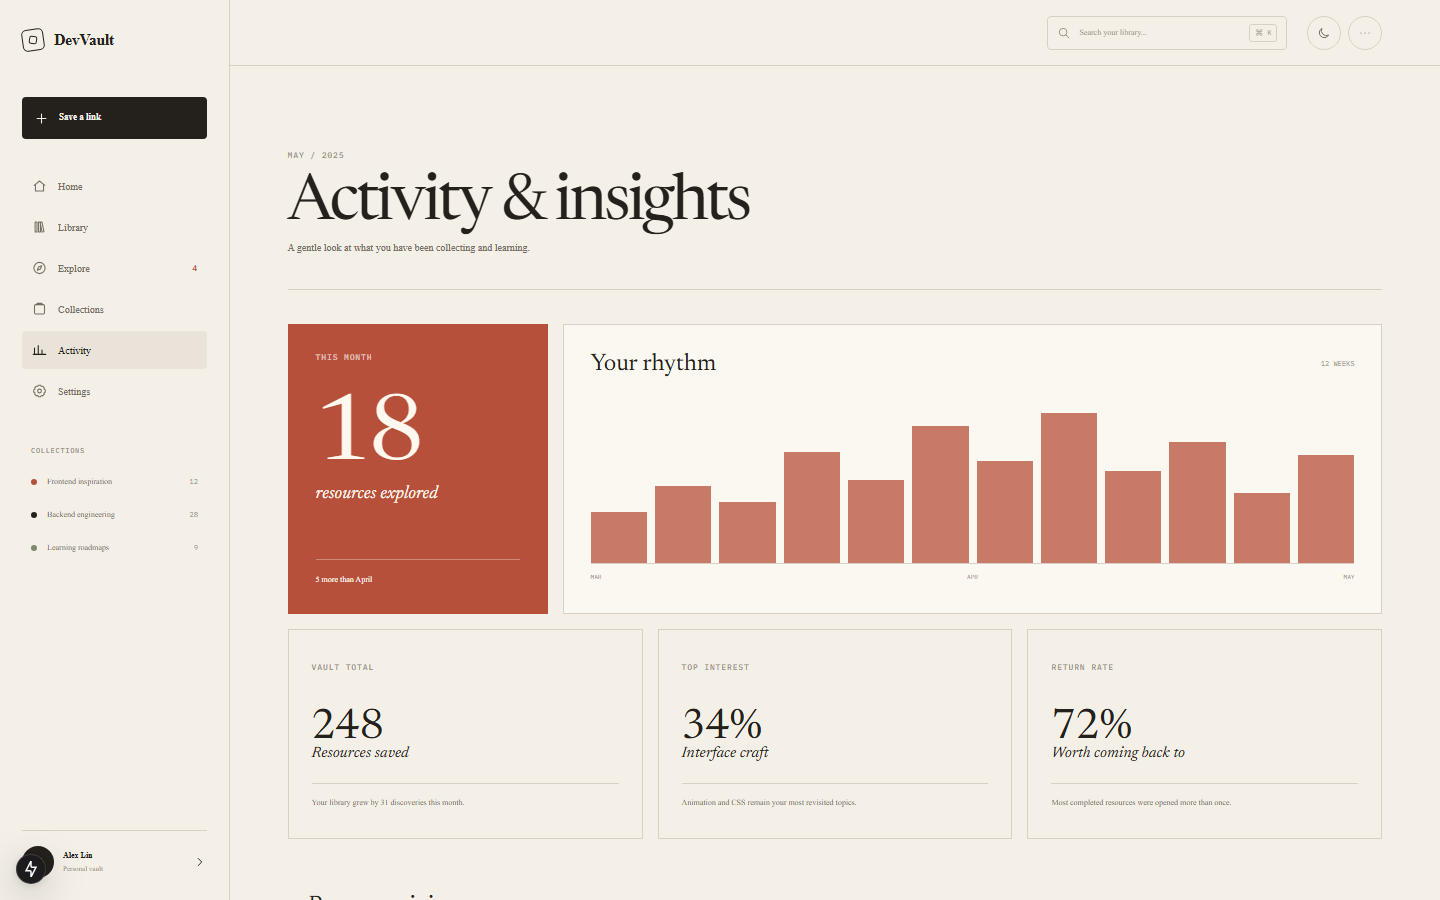 DevVault
Save a link
Home
Library
Explore 4
Collections
Activity
Settings
COLLECTIONS
Frontend inspiration 12
Backend engineering 28
Learning roadmaps 9
Alex Lin
Personal vault
Search your library... ⌘ K
MAY / 2025
Activity & insights
A gentle look at what you have been collecting and learning.
THIS MONTH
18
resources explored
5 more than April
Your rhythm
12 WEEKS
MAR APR MAY
VAULT TOTAL
248
Resources saved
Your library grew by 31 discoveries this month.
TOP INTEREST
34%
Interface craft
Animation and CSS remain your most revisited topics.
RETURN RATE
72%
Worth coming back to
Most completed resources were opened more than once.